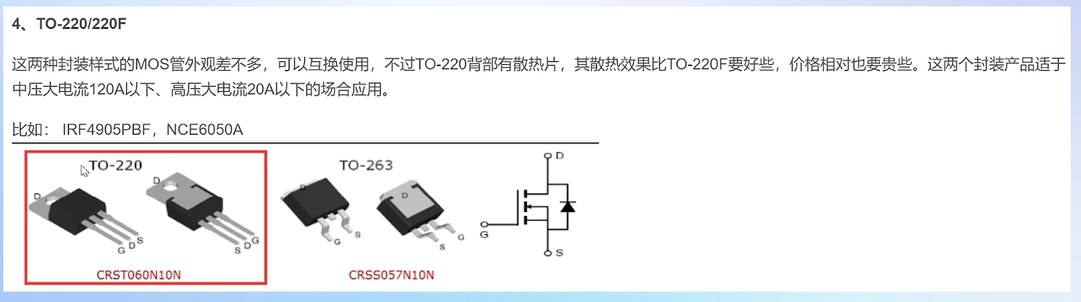 4、TO-220/220F
这两种封装样式的MOS管外观差不多，可以互换使用，不过TO-220背部有散热片，其散热效果比TO-220F要好些，价格相对也要贵些。这两个封装产品适于
中压大电流120A以下、高压大电流20A以下的场合应用。
比如： IRF4905PBF，NCE6050A
TO-220
TO-263
D
D
D
D
D
G
D
S
S
D
G
G
S
S
G
G
S
CRST060N10N
CRSS057N10N